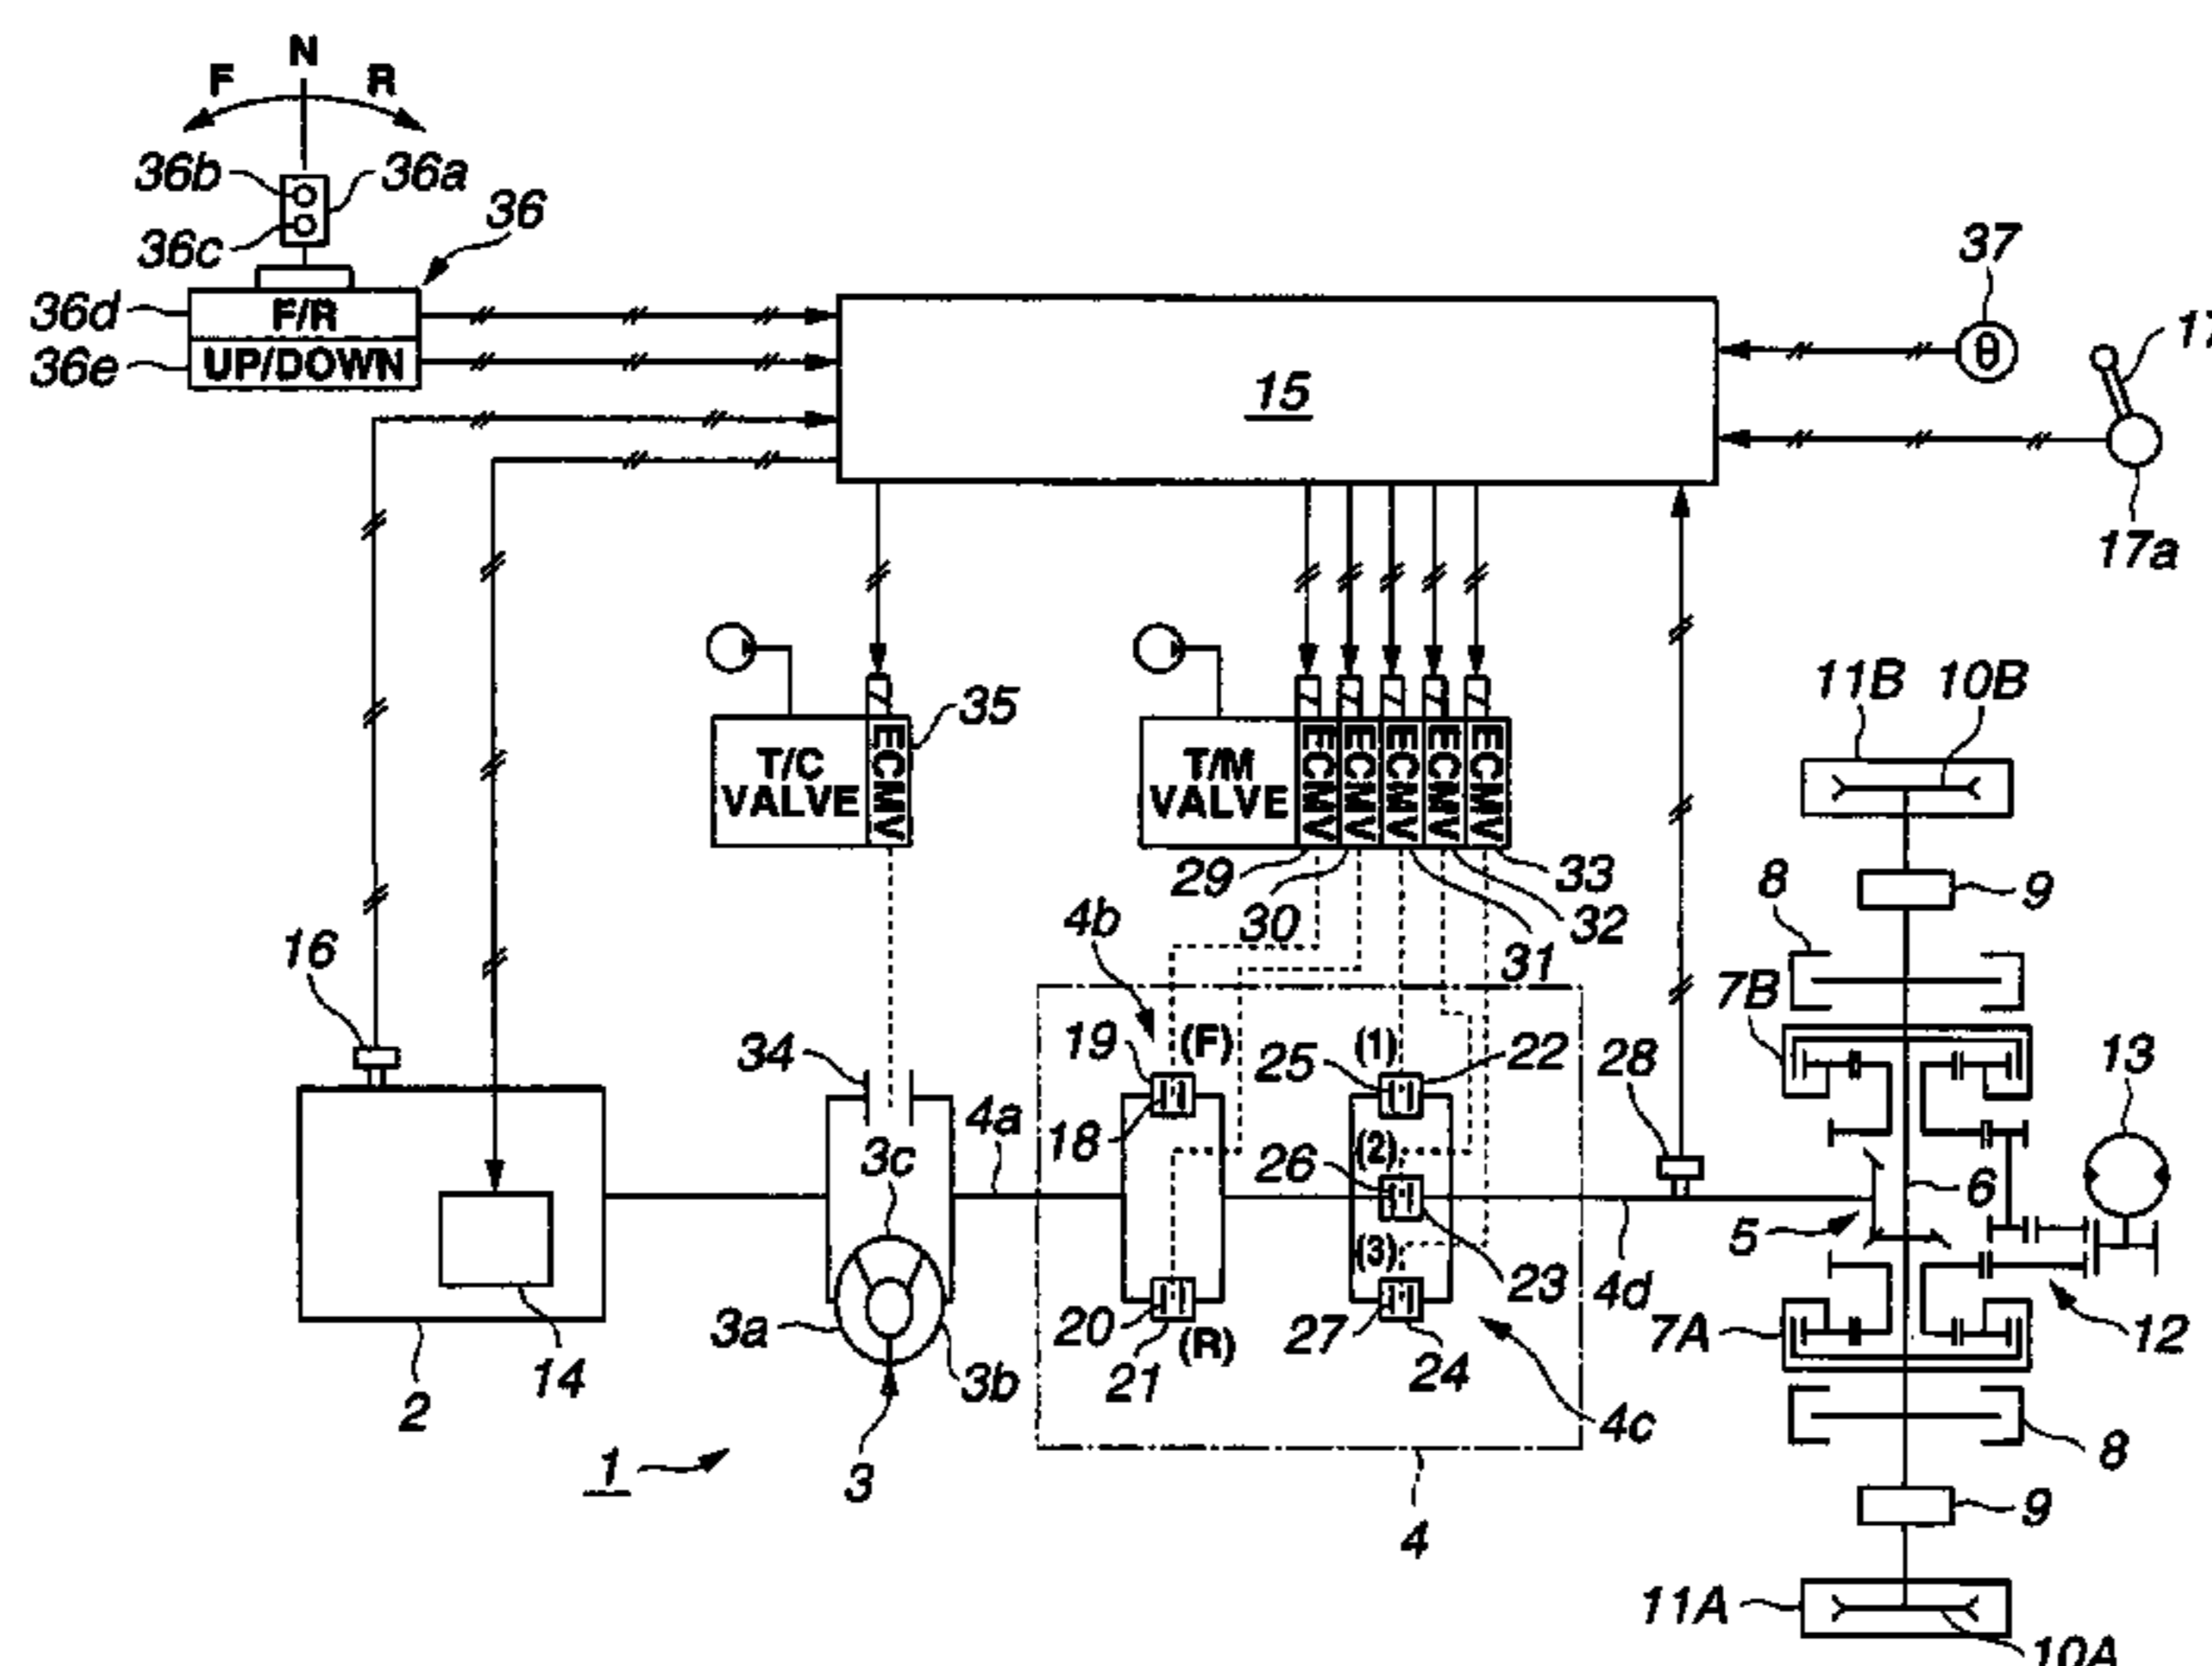 N
F R
36b 36a
36
36c
37
36d F/R
17
36e UP/DOWN
15
θ
17a
11B 10B
35
T/C
VALVE
ECMV
T/M
VALVE
ECMV
ECMV
ECMV
ECMV
ECMV
29 33
30 32
31
8 9
4b
16
7B
34 19 (F) 25 (1) 22 28 13
4a
3c 18 (2)
26
6
5
(3)
23
3a 20 27 4d
21 (R) 24 7A 12
14 3b
2
4c
1 3 8
4 9
11A
10A